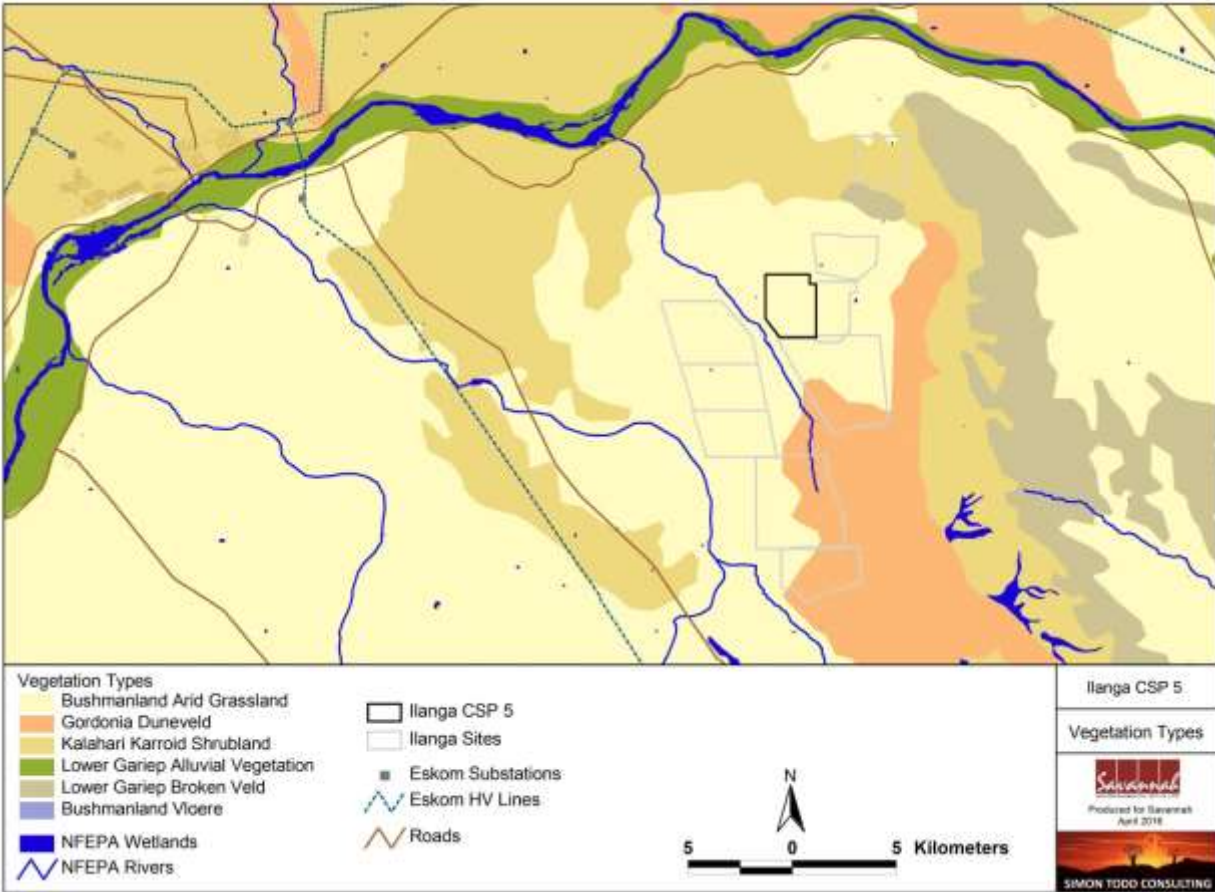 Vegetation Types
Bushmanland Arid Grassland
Gordonia Duneveld
Kalahari Karroid Shrubland
Lower Gariep Alluvial Vegetation
Lower Gariep Broken Veld
Bushmanland Vloere
NFEPA Wetlands
NFEPA Rivers
Ilanga CSP 5
Ilanga Sites
Eskom Substations
Eskom HV Lines
Roads
N
5 0 5 Kilometers
Ilanga CSP 5
Vegetation Types
Savannah
Produced for Savannah
April 2016
SIMON TODD CONSULTING